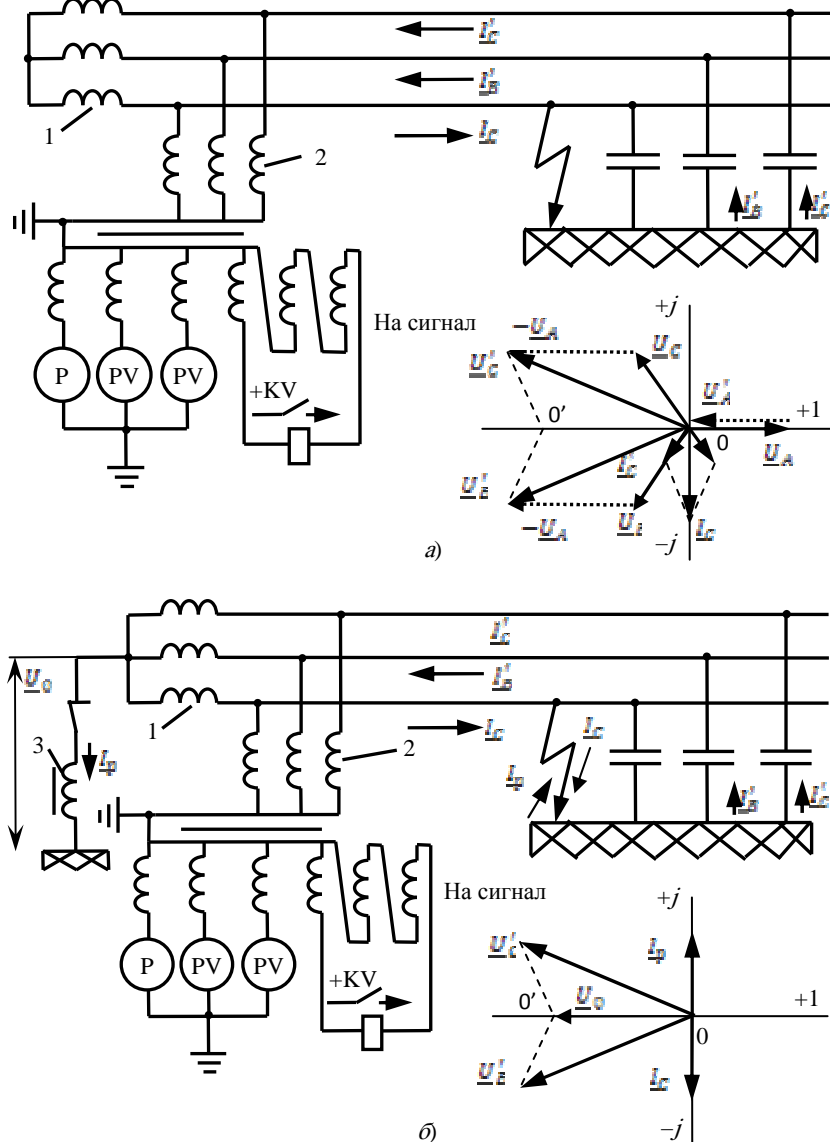 I'C
I'B
1
IC
2
I'B I'C
На сигнал
+j
–UA
UC
U'C
U'A
+1
P PV PV
+KV
0'
0
I'C
UA
U'B
UB
–UA
IC
–j
а)
I'C
U0
I'B
1
IC
2
IC
3
Ip
Ip
I'B
I'C
На сигнал
+j
U'C
Ip
P PV PV
+KV
0'
U0
+1
0
U'B
IC
–j
б)